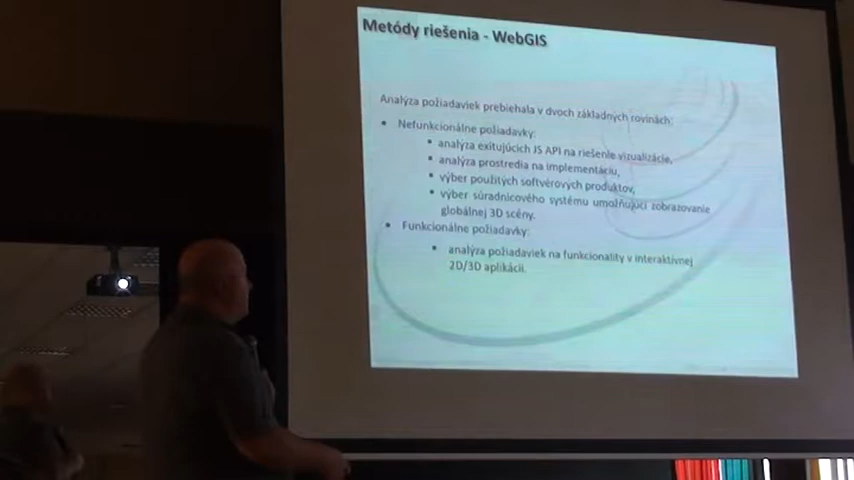 Metódy riešenia - WebGIS
Analýza požiadaviek prebiehala v dvoch základných rovinách:
• Nefunkcionálne požiadavky:
• analýza exitujúcich JS API na riešenie vizualizácie,
• analýza prostredia na implementáciu,
• výber použitých softvérových produktov,
• výber súradnicového systému umožňujúci zobrazovanie
globálnej 3D scény.
• Funkcionálne požiadavky:
• analýza požiadaviek na funkcionality v interaktívnej
2D/3D aplikácii.